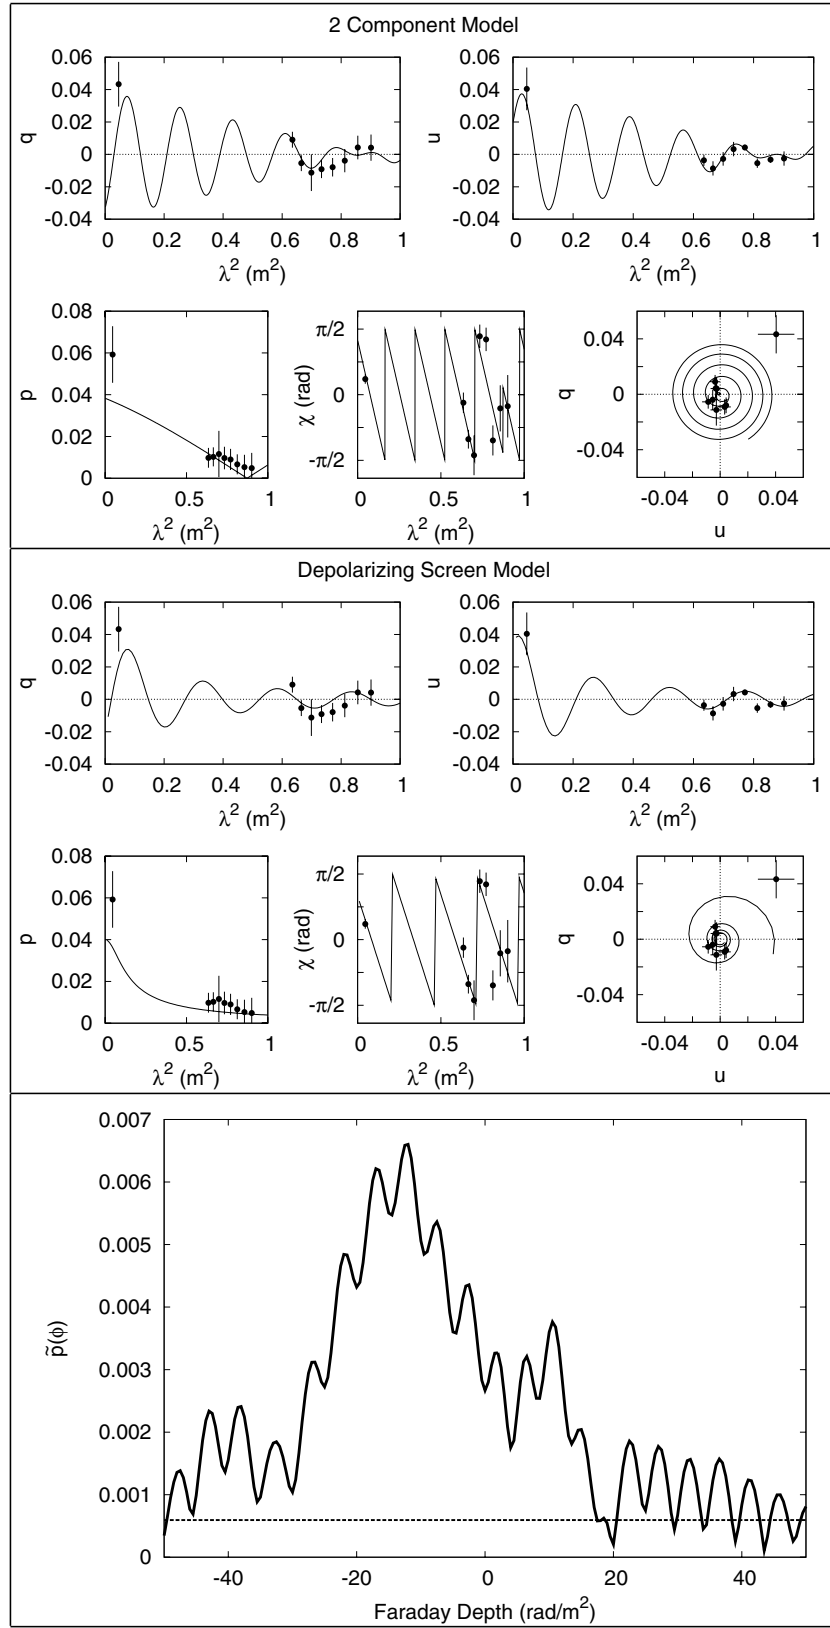 2 Component Model
q
0.06
0.04
0.02
0
-0.02
-0.04
0 0.2 0.4 0.6 0.8 1
λ² (m²)
u
0.06
0.04
0.02
0
-0.02
-0.04
0 0.2 0.4 0.6 0.8 1
λ² (m²)
p
0.08
0.06
0.04
0.02
0
0 0.5 1
λ² (m²)
χ (rad)
π/2
0
-π/2
0 0.5 1
λ² (m²)
q
0.04
0
-0.04
-0.04 0 0.04
u
Depolarizing Screen Model
q
0.06
0.04
0.02
0
-0.02
-0.04
0 0.2 0.4 0.6 0.8 1
λ² (m²)
u
0.06
0.04
0.02
0
-0.02
-0.04
0 0.2 0.4 0.6 0.8 1
λ² (m²)
p
0.08
0.06
0.04
0.02
0
0 0.5 1
λ² (m²)
χ (rad)
π/2
0
-π/2
0 0.5 1
λ² (m²)
q
0.04
0
-0.04
-0.04 0 0.04
u
p̃(ϕ)
0.007
0.006
0.005
0.004
0.003
0.002
0.001
0
-40 -20 0 20 40
Faraday Depth (rad/m²)